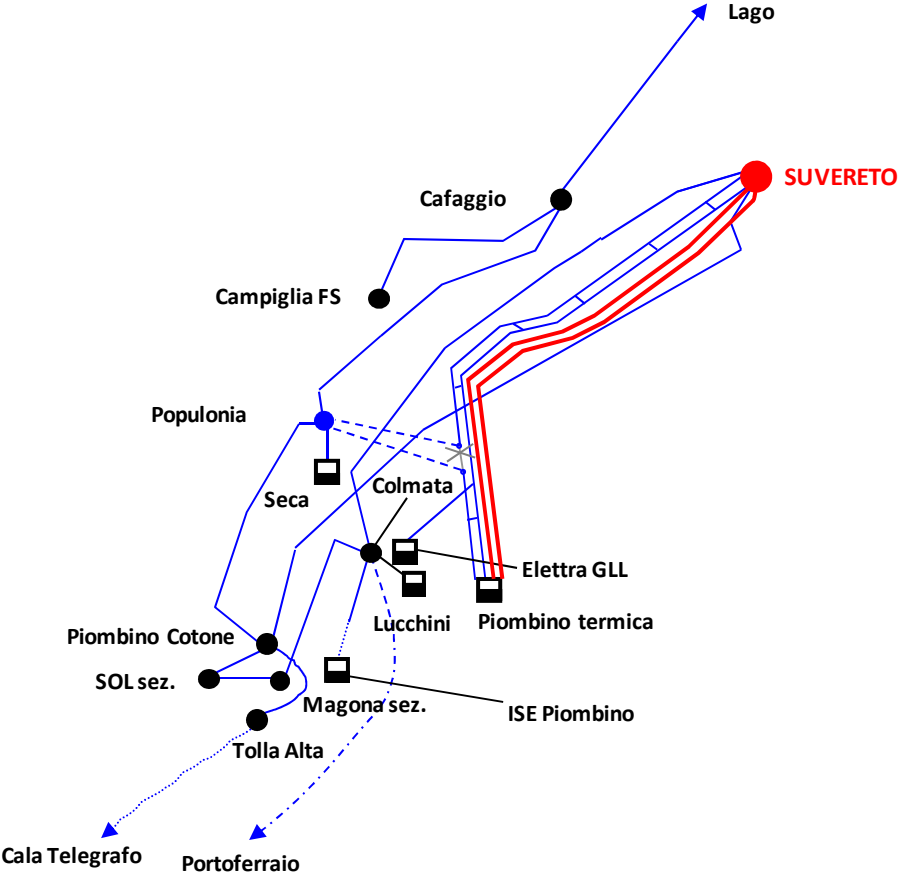 Lago
SUVERETO
Cafaggio
Campiglia FS
Populonia
Seca
Colmata
Elettra GLL
Lucchini
Piombino termica
Piombino Cotone
SOL sez.
Magona sez.
ISE Piombino
Tolla Alta
Cala Telegrafo
Portoferraio